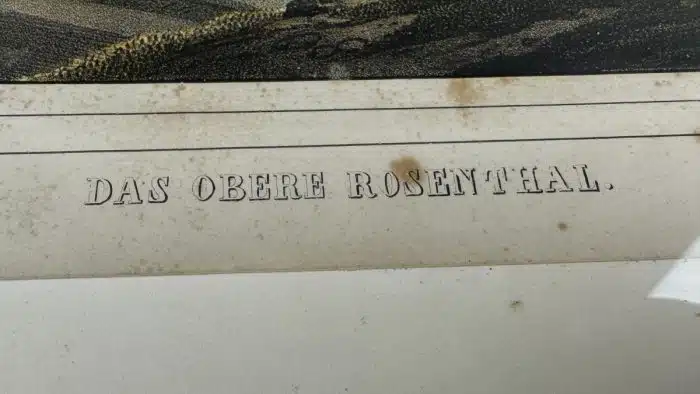 DAS OBERE ROSENTHAL.